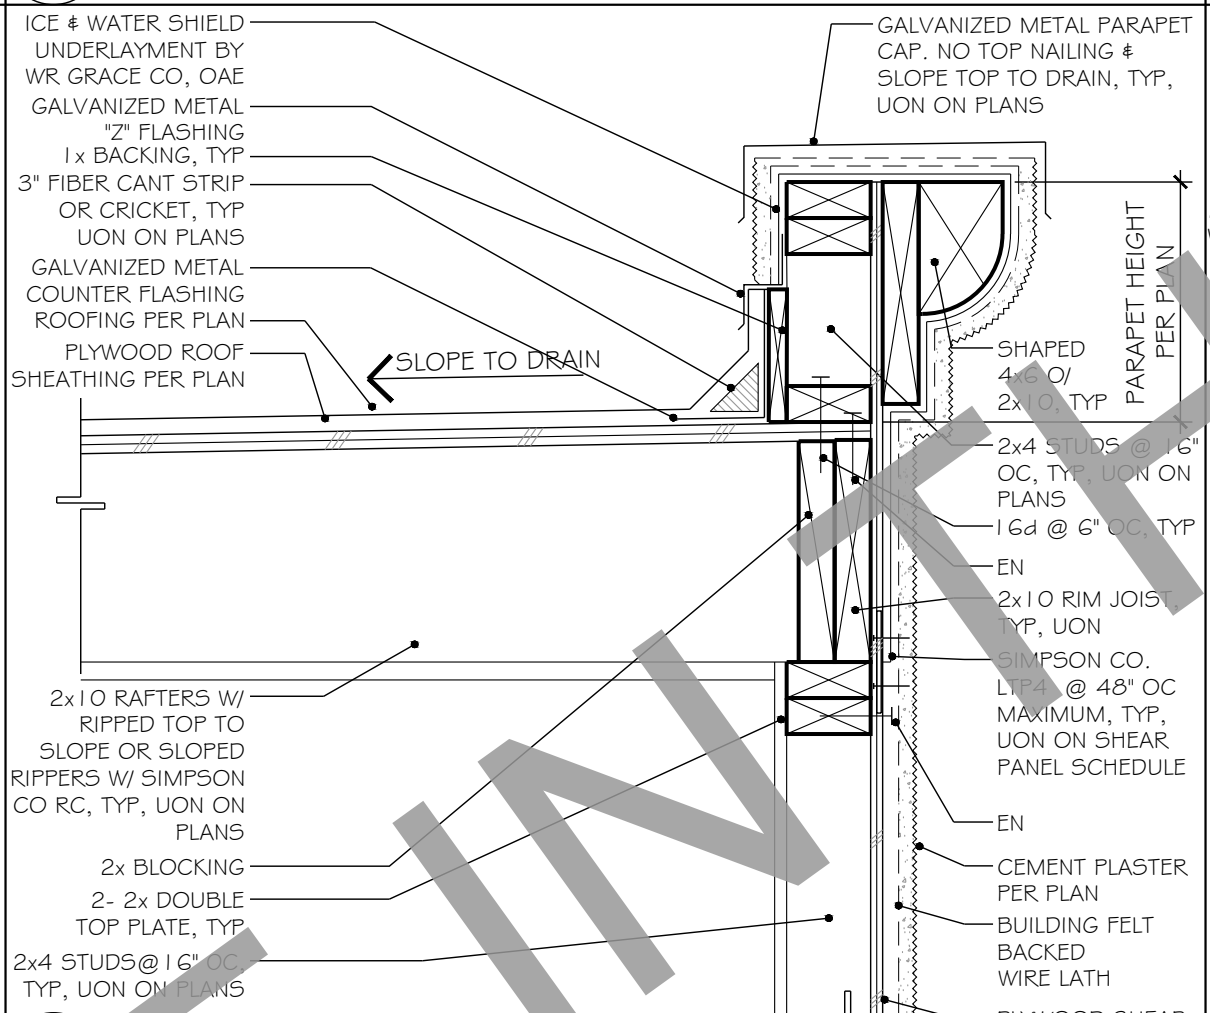 ICE & WATER SHIELD
UNDERLAYMENT BY
WR GRACE CO, OAE
GALVANIZED METAL
"Z" FLASHING
1x BACKING, TYP
3" FIBER CANT STRIP
OR CRICKET, TYP
UON ON PLANS
GALVANIZED METAL
COUNTER FLASHING
ROOFING PER PLAN
PLYWOOD ROOF
SHEATHING PER PLAN
SLOPE TO DRAIN
2x10 RAFTERS W/
RIPPED TOP TO
SLOPE OR SLOPED
RIPPERS W/ SIMPSON
CO RC, TYP, UON ON
PLANS
2x BLOCKING
2- 2x DOUBLE
TOP PLATE, TYP
2x4 STUDS@16" OC,
TYP, UON ON PLANS
GALVANIZED METAL PARAPET
CAP. NO TOP NAILING &
SLOPE TOP TO DRAIN, TYP,
UON ON PLANS
PARAPET HEIGHT
PER PLAN
SHAPED
4x6 O/
2x10, TYP
2x4 STUDS @ 16"
OC, TYP, UON ON
PLANS
16d @ 6" OC, TYP
EN
2x10 RIM JOIST,
TYP, UON
SIMPSON CO.
LTP4 @ 48" OC
MAXIMUM, TYP,
UON ON SHEAR
PANEL SCHEDULE
EN
CEMENT PLASTER
PER PLAN
BUILDING FELT
BACKED
WIRE LATH
PLYWOOD SHEAR
IN TH